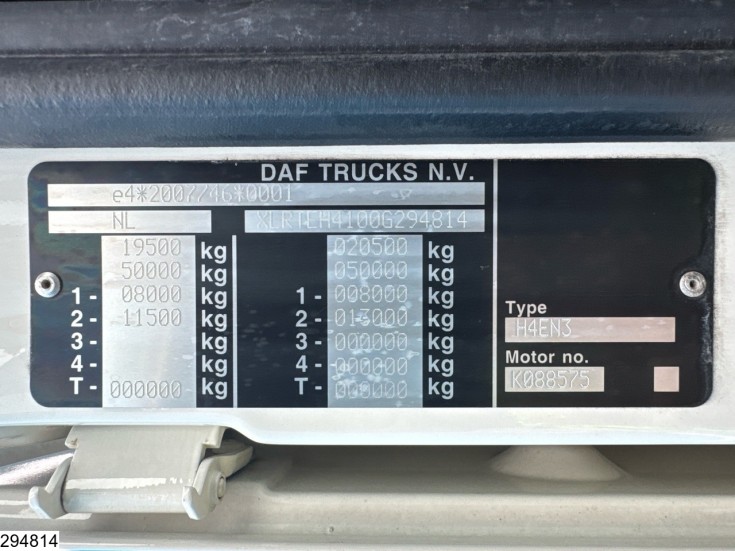 DAF TRUCKS N.V.
e4*2007/46*0001
NL XLRTEM4100G294814
19500 kg 020500 kg
50000 kg 050000 kg
1 - 08000 kg 1 - 008000 kg
2 - 11500 kg 2 - 013000 kg
3 - kg 3 - 000000 kg
4 - kg 4 - 000000 kg
T - 000000 kg T - 000000 kg
Type
H4EN3
Motor no.
K088575
294814